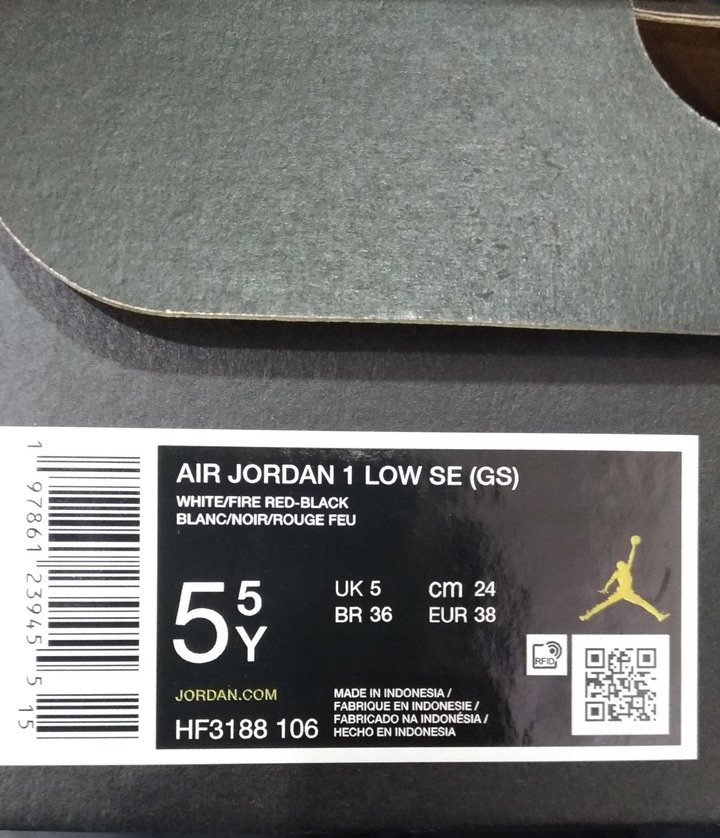 AIR JORDAN 1 LOW SE (GS)
WHITE/FIRE RED-BLACK
BLANC/NOIR/ROUGE FEU
5 5 Y
UK 5 cm 24
BR 36 EUR 38
RFID
JORDAN.COM
HF3188 106
MADE IN INDONESIA /
FABRIQUE EN INDONESIE /
FABRICADO NA INDONÉSIA /
HECHO EN INDONESIA
1 97861 23945 5 15